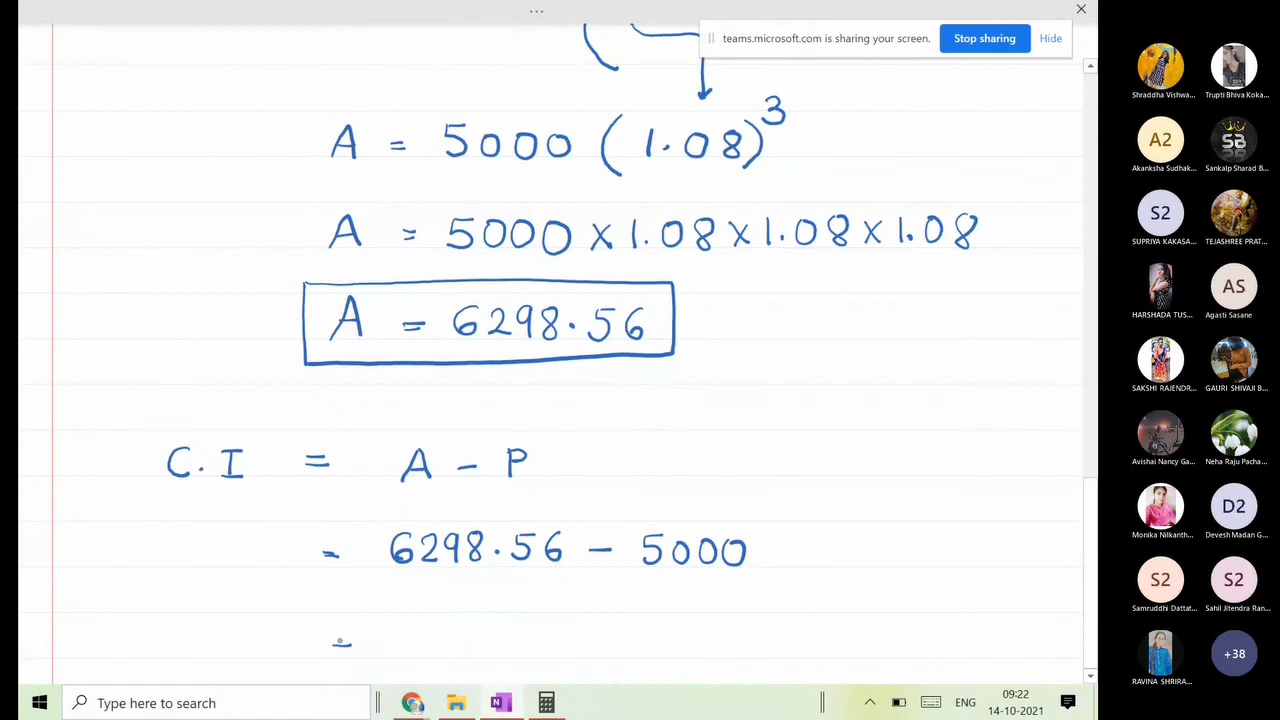 teams.microsoft.com is sharing your screen. Stop sharing Hide
A = 5000 (1.08)³
A = 5000 × 1.08 × 1.08 × 1.08
A = 6298.56
C.I = A - P
= 6298.56 - 5000
=
Shraddha Vishwa... Trupti Bhiva Koka...
A2
Akanksha Sudhak... Sankalp Sharad B...
SB
S2
SUPRIYA KAKASA... TEJASHREE PRAT...
AS
HARSHADA TUS... Agasti Sasane
SAKSHI RAJENDR... GAURI SHIVAJI B...
Avishai Nancy Ga... Neha Raju Pacha...
D2
Monika Nilkanth... Devesh Madan G...
S2 S2
Samruddhi Dattat... Sahil Jitendra Ran...
+38
RAVINA SHRIRA...
Type here to search
ENG
09:22
14-10-2021